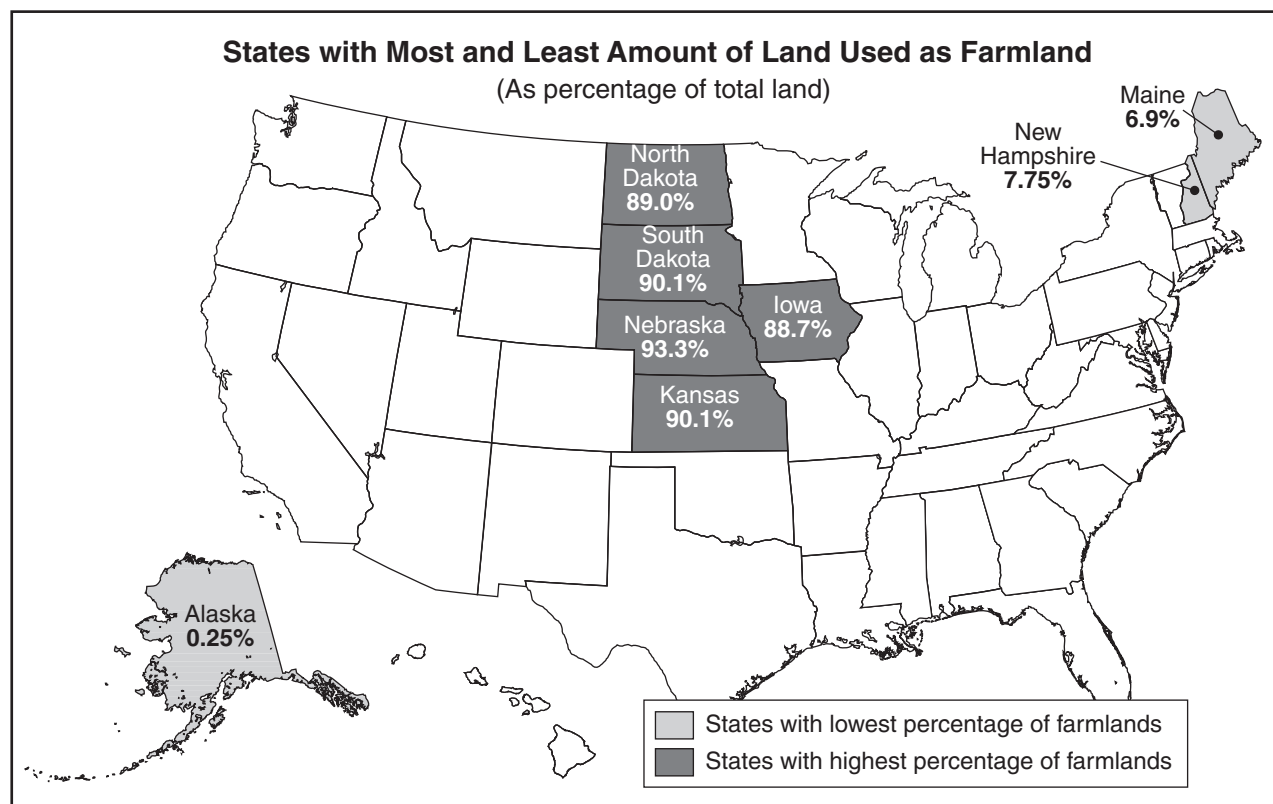 States with Most and Least Amount of Land Used as Farmland
(As percentage of total land)
Maine
6.9%
New
Hampshire
7.75%
North
Dakota
89.0%
South
Dakota
90.1%
Iowa
88.7%
Nebraska
93.3%
Kansas
90.1%
Alaska
0.25%
States with lowest percentage of farmlands
States with highest percentage of farmlands